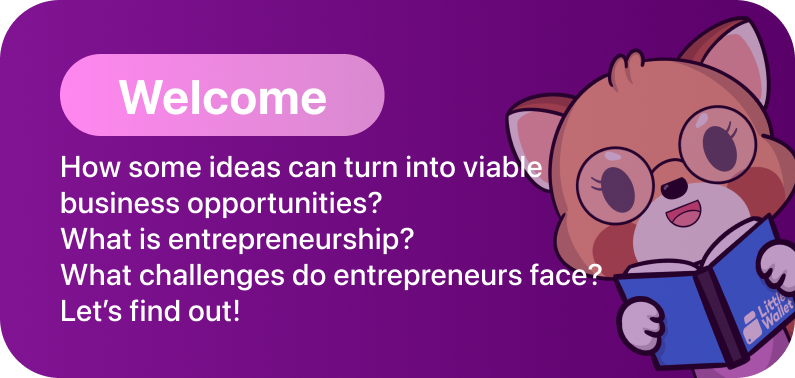 Welcome
How some ideas can turn into viable
business opportunities?
What is entrepreneurship?
What challenges do entrepreneurs face?
Let’s find out!
Little
Wallet